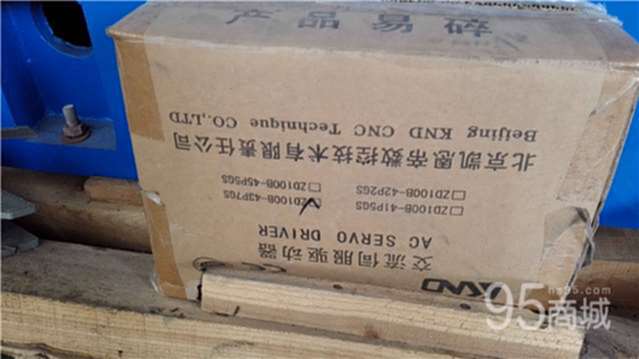 产品易碎
KND
交流伺服驱动器
AC SERVO DRIVER
□ZD100B-41P5GS ☑ZD100B-43P7GS
□ZD100B-42P2GS □ZD100B-45P5GS
北京凯恩帝数控技术有限责任公司
Beijing KND CNC Technique CO.,LTD
95商城